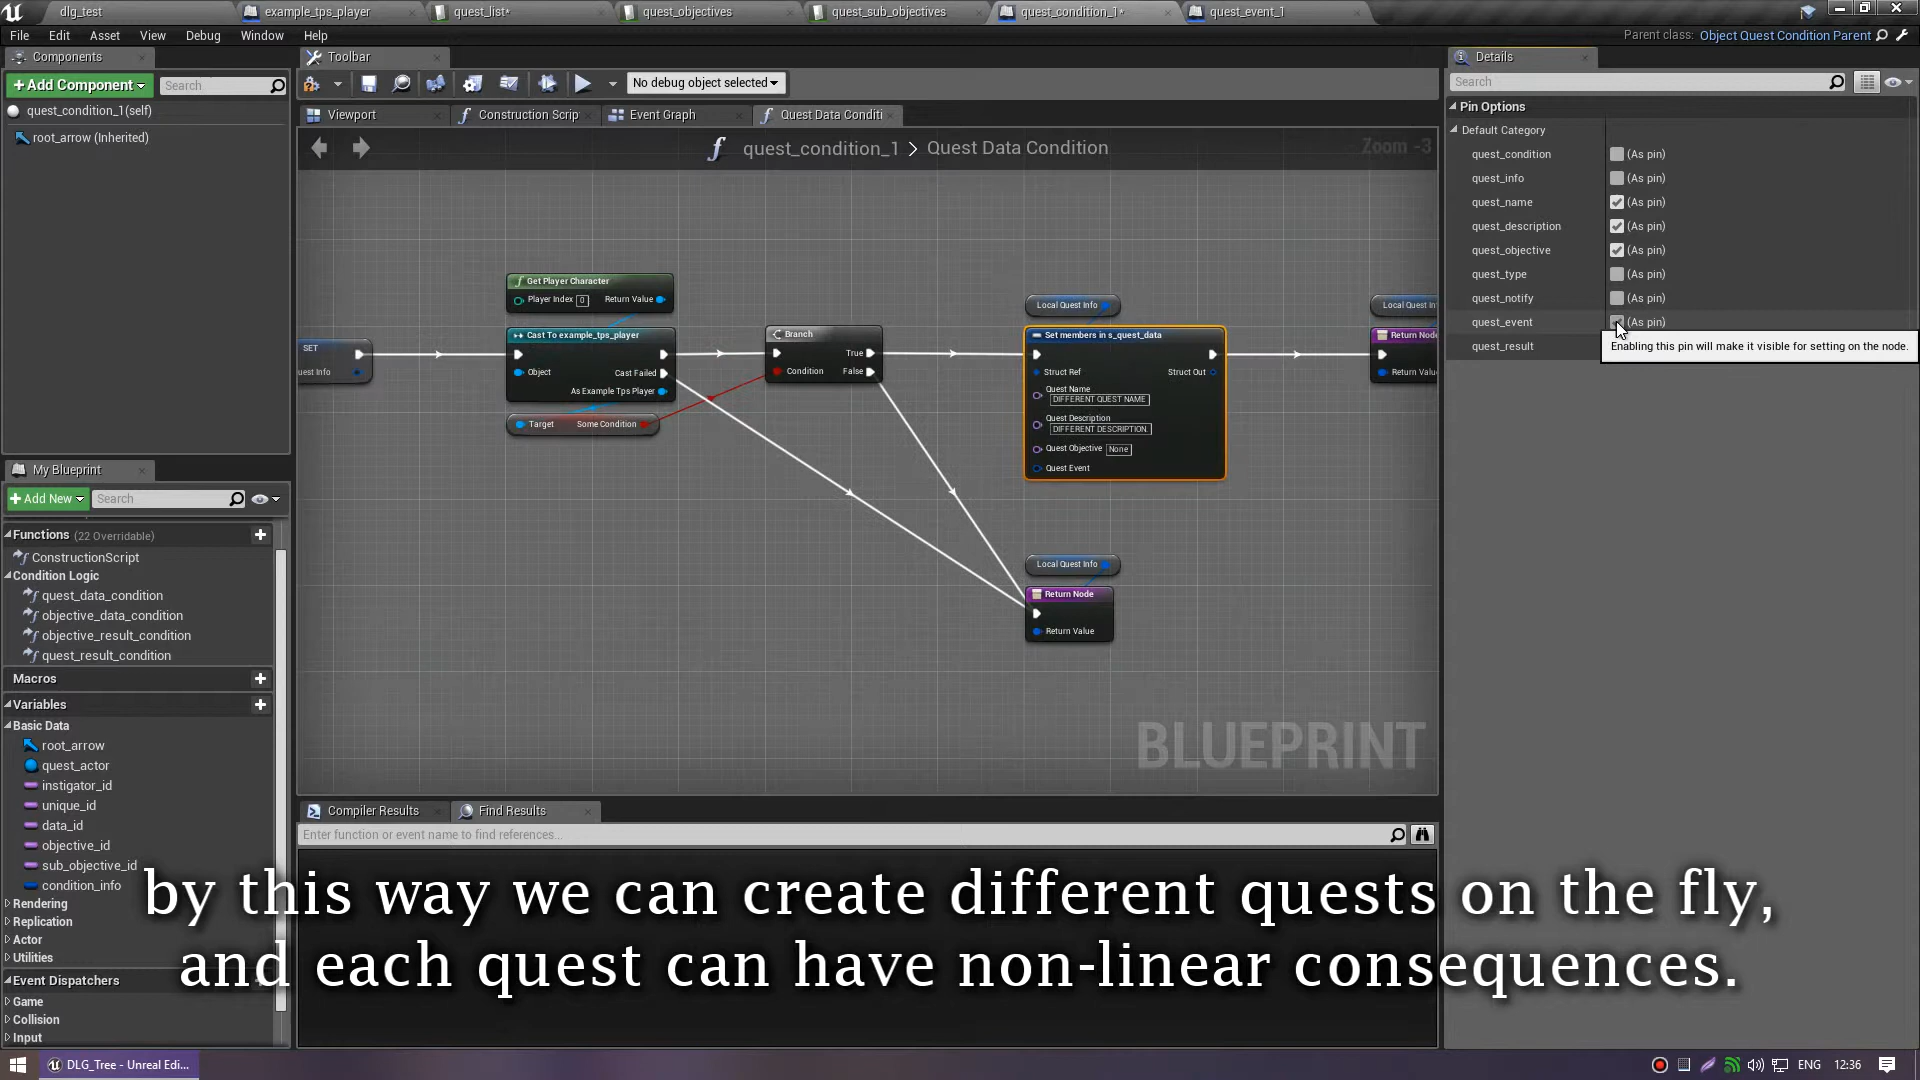 dlg_test
example_tps_player
quest_list*
quest_objectives
quest_sub_objectives
quest_condition_1*
quest_event_1
File Edit Asset View Debug Window Help
Parent class: Object Quest Condition Parent
Components
Toolbar
Details
Add Component
Search
No debug object selected
Search
quest_condition_1(self)
root_arrow (Inherited)
Viewport
Construction Scrip
Event Graph
Quest Data Conditi
quest_condition_1 > Quest Data Condition
Zoom -3
Pin Options
Default Category
quest_condition (As pin)
quest_info (As pin)
quest_name (As pin)
quest_description (As pin)
quest_objective (As pin)
quest_type (As pin)
quest_notify (As pin)
quest_event (As pin)
quest_result
Enabling this pin will make it visible for setting on the node.
SET
uest Info
Get Player Character
Player Index 0 Return Value
Cast To example_tps_player
Object
Cast Failed
As Example Tps Player
Target Some Condition
Branch
True
Condition False
Local Quest Info
Set members in s_quest_data
Struct Ref Struct Out
Quest Name
DIFFERENT QUEST NAME
Quest Description
DIFFERENT DESCRIPTION.
Quest Objective None
Quest Event
Local Quest In
Return Node
Return Value
Local Quest Info
Return Node
Return Value
BLUEPRINT
My Blueprint
Add New
Search
Functions (22 Overridable)
ConstructionScript
Condition Logic
quest_data_condition
objective_data_condition
objective_result_condition
quest_result_condition
Macros
Variables
Basic Data
root_arrow
quest_actor
instigator_id
unique_id
data_id
objective_id
sub_objective_id
condition_info
Rendering
Replication
Actor
Utilities
Event Dispatchers
Game
Collision
Input
Compiler Results
Find Results
Enter function or event name to find references...
by this way we can create different quests on the fly,
and each quest can have non-linear consequences.
DLG_Tree - Unreal Edi...
ENG
12:36